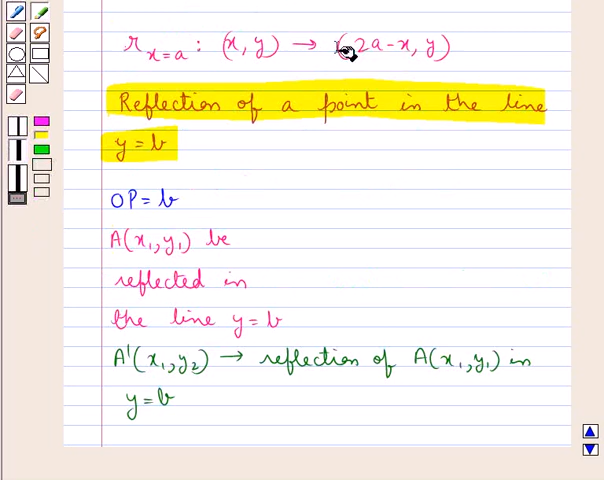 r x=a : (x, y) → (2a-x, y)
Reflection of a point in the line
y = b
OP = b
A(x₁, y₁) be
reflected in
the line y = b
A'(x₁, y₂) → reflection of A(x₁, y₁) in
y = b